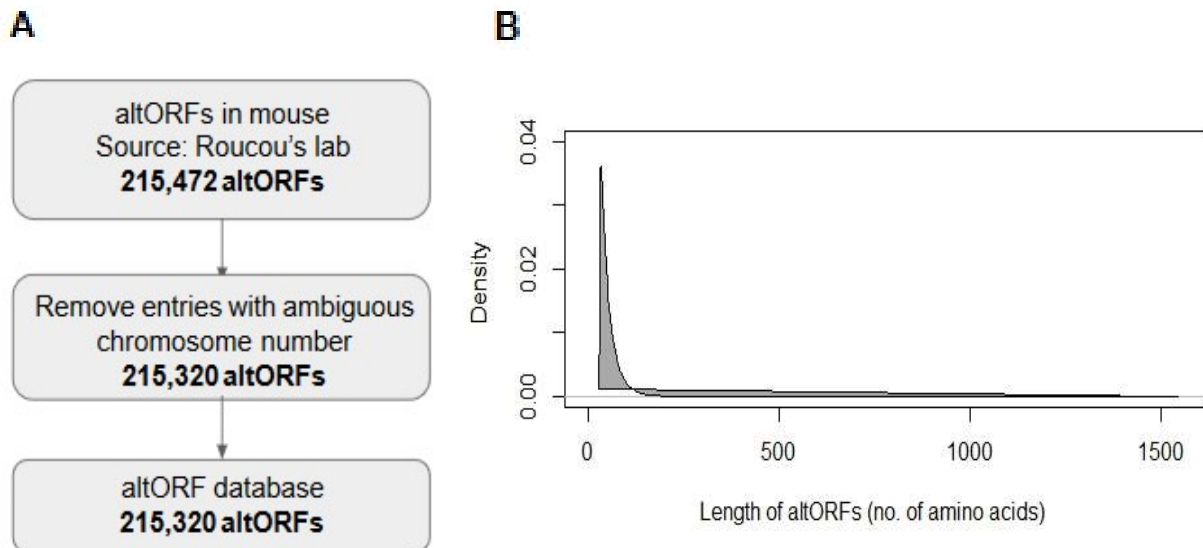 A
altORFs in mouse
Source: Roucou's lab
215,472 altORFs
Remove entries with ambiguous
chromosome number
215,320 altORFs
altORF database
215,320 altORFs
B
Density
0.04
0.02
0.00
0
500
1000
1500
Length of altORFs (no. of amino acids)